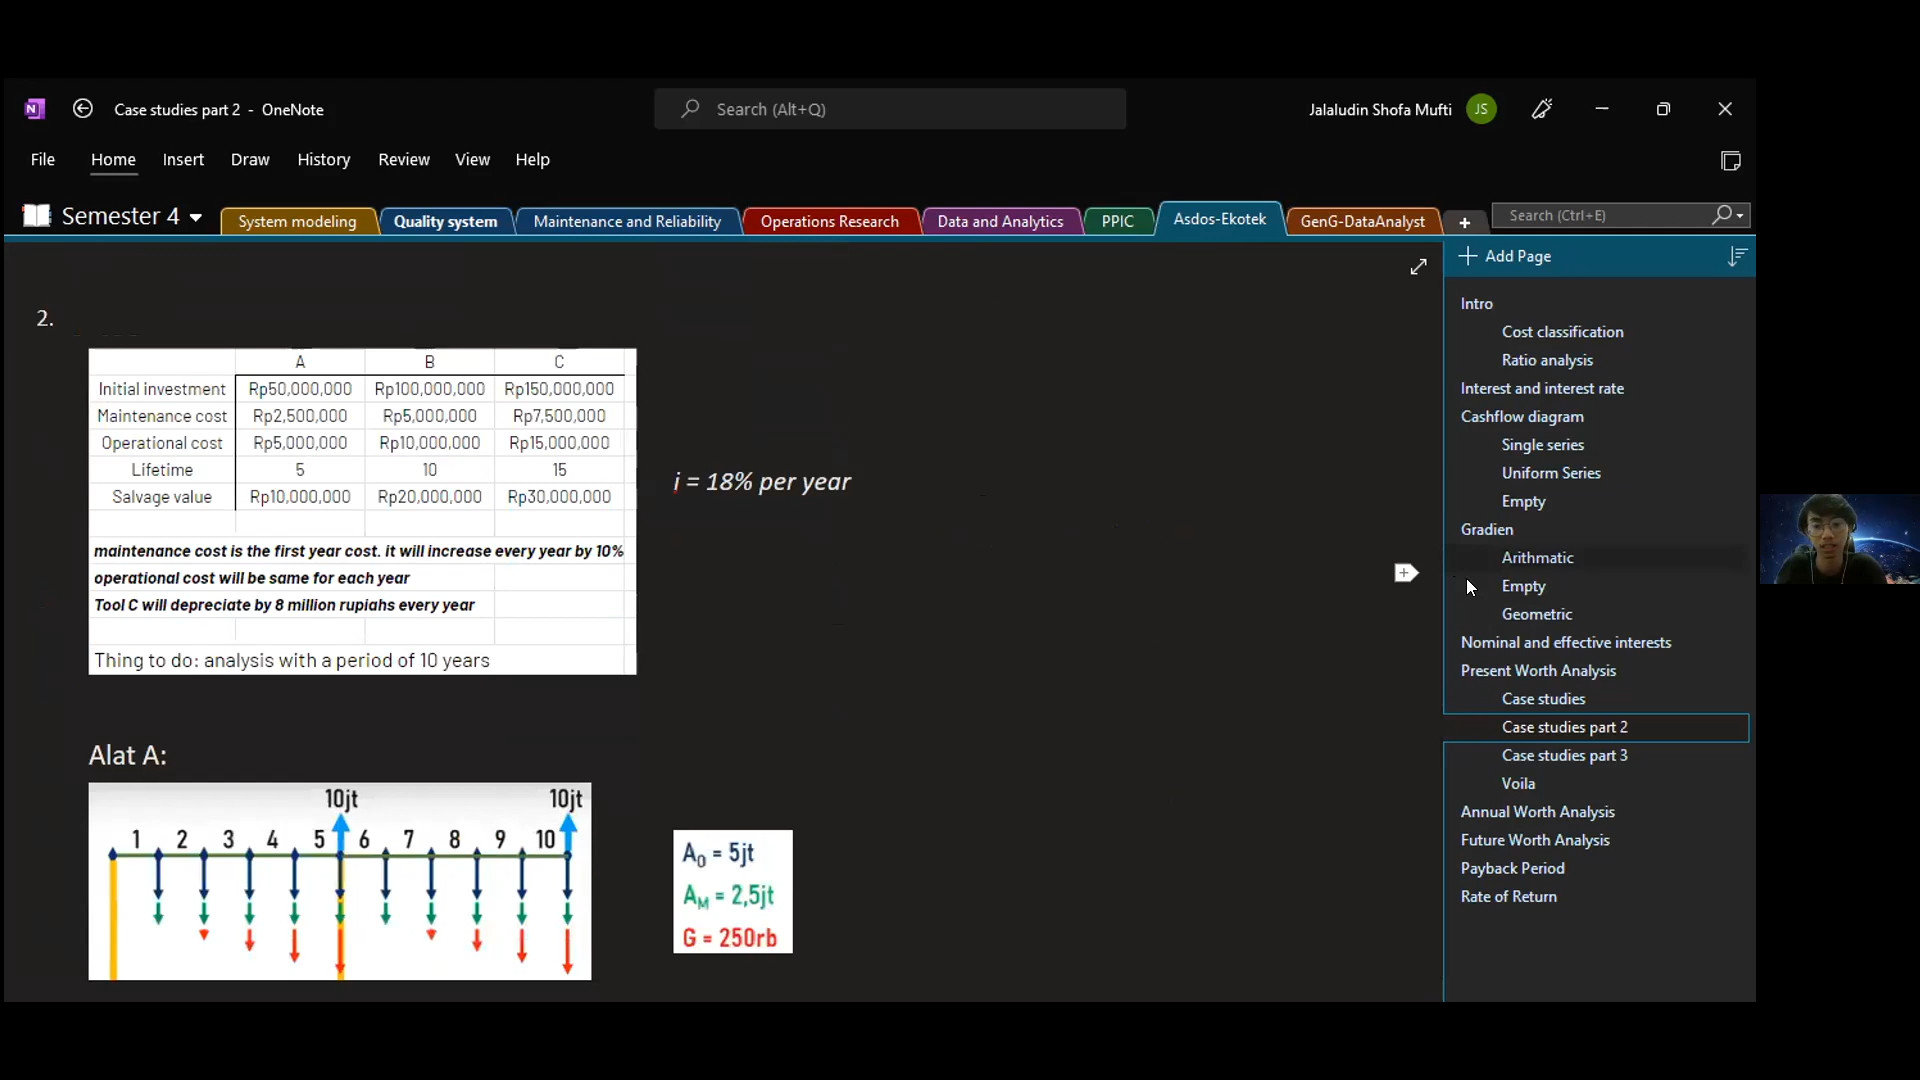 Case studies part 2 - OneNote
Search (Alt+Q)
Jalaludin Shofa Mufti
JS
File Home Insert Draw History Review View Help
Semester 4
System modeling
Quality system
Maintenance and Reliability
Operations Research
Data and Analytics
PPIC
Asdos-Ekotek
GenG-DataAnalyst
+
Search (Ctrl+E)
2.
A B C
Initial investment Rp50,000,000 Rp100,000,000 Rp150,000,000
Maintenance cost Rp2,500,000 Rp5,000,000 Rp7,500,000
Operational cost Rp5,000,000 Rp10,000,000 Rp15,000,000
Lifetime 5 10 15
Salvage value Rp10,000,000 Rp20,000,000 Rp30,000,000
maintenance cost is the first year cost. it will increase every year by 10%
operational cost will be same for each year
Tool C will depreciate by 8 million rupiahs every year
Thing to do: analysis with a period of 10 years
i = 18% per year
Alat A:
10jt 10jt
1 2 3 4 5 6 7 8 9 10
A₀ = 5jt
Aₘ = 2,5jt
G = 250rb
Add Page
Intro
Cost classification
Ratio analysis
Interest and interest rate
Cashflow diagram
Single series
Uniform Series
Empty
Gradien
Arithmatic
Empty
Geometric
Nominal and effective interests
Present Worth Analysis
Case studies
Case studies part 2
Case studies part 3
Voila
Annual Worth Analysis
Future Worth Analysis
Payback Period
Rate of Return